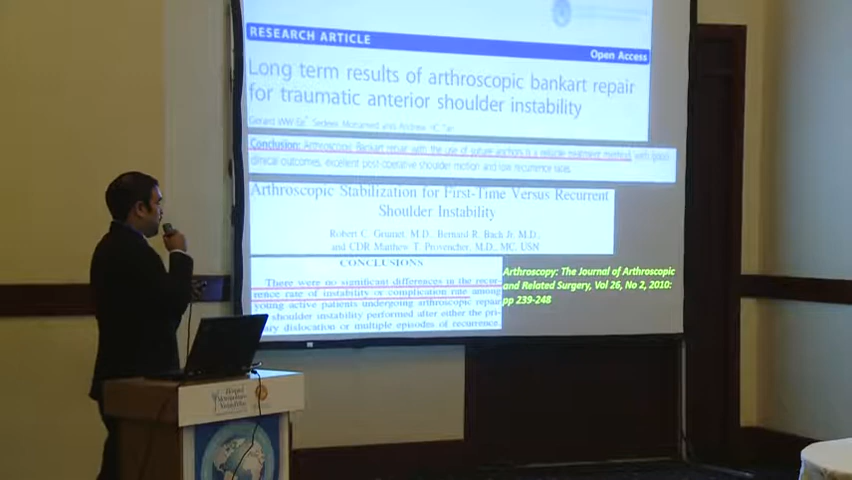 RESEARCH ARTICLE
Open Access
Long term results of arthroscopic bankart repair
for traumatic anterior shoulder instability
Conclusion: Arthroscopic Bankart repair with the use of suture anchors is a reliable treatment method, with good
clinical outcomes, excellent post-operative shoulder motion and low recurrence rates.
Arthroscopic Stabilization for First-Time Versus Recurrent
Shoulder Instability
Robert C. Grumet, M.D., Bernard R. Bach Jr, M.D.,
and CDR Matthew T. Provencher, M.D., MC, USN
CONCLUSIONS
There were no significant differences in the recur-
rence rate of instability or complication rate among
young active patients undergoing arthroscopic repair
shoulder instability performed after either the pri-
ary dislocation or multiple episodes of recurrence.
Arthroscopy: The Journal of Arthroscopic
and Related Surgery, Vol 26, No 2, 2010:
pp 239-248